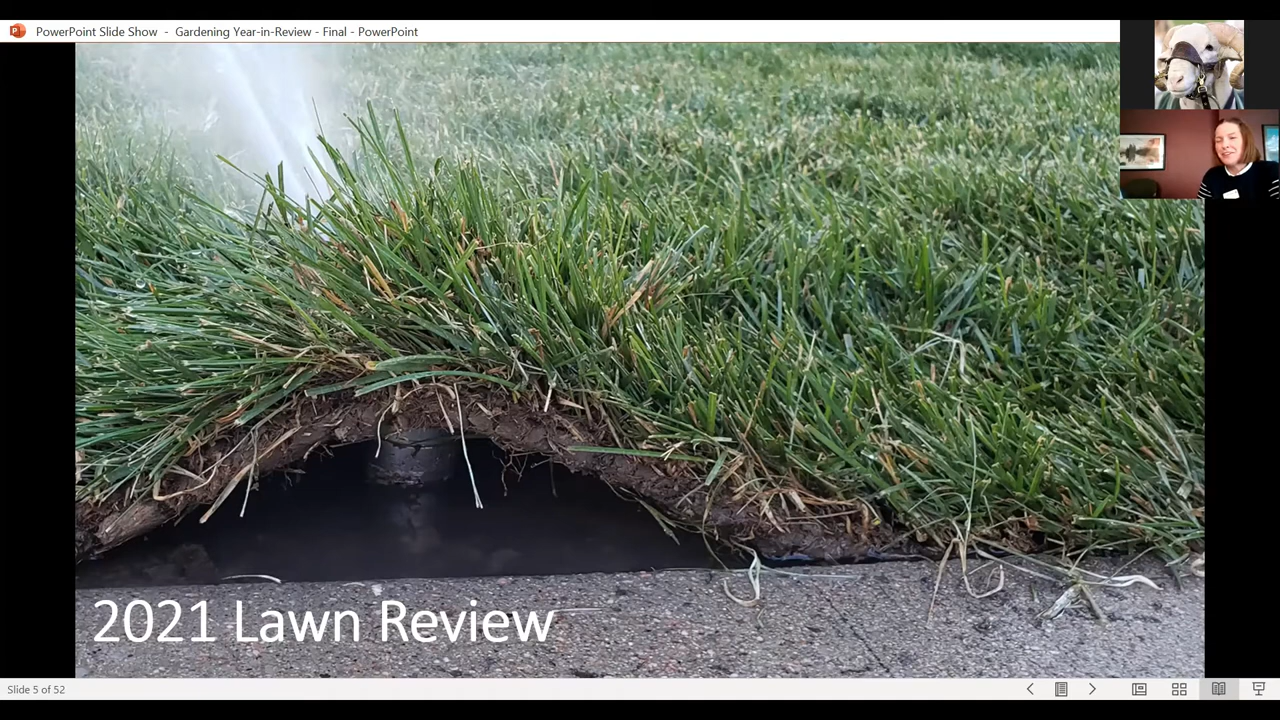 PowerPoint Slide Show - Gardening Year-in-Review - Final - PowerPoint
2021 Lawn Review
Slide 5 of 52